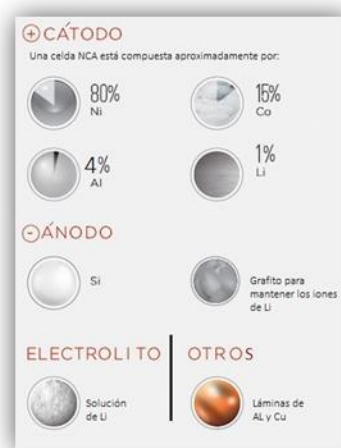 + CÁTODO
Una celda NCA está compuesta aproximadamente por:
80%
Ni
15%
Co
4%
Al
1%
Li
- ÁNODO
Si
Grafito para
mantener los iones
de Li
ELECTROLITO
OTROS
Solución
de Li
Láminas de
AL y Cu